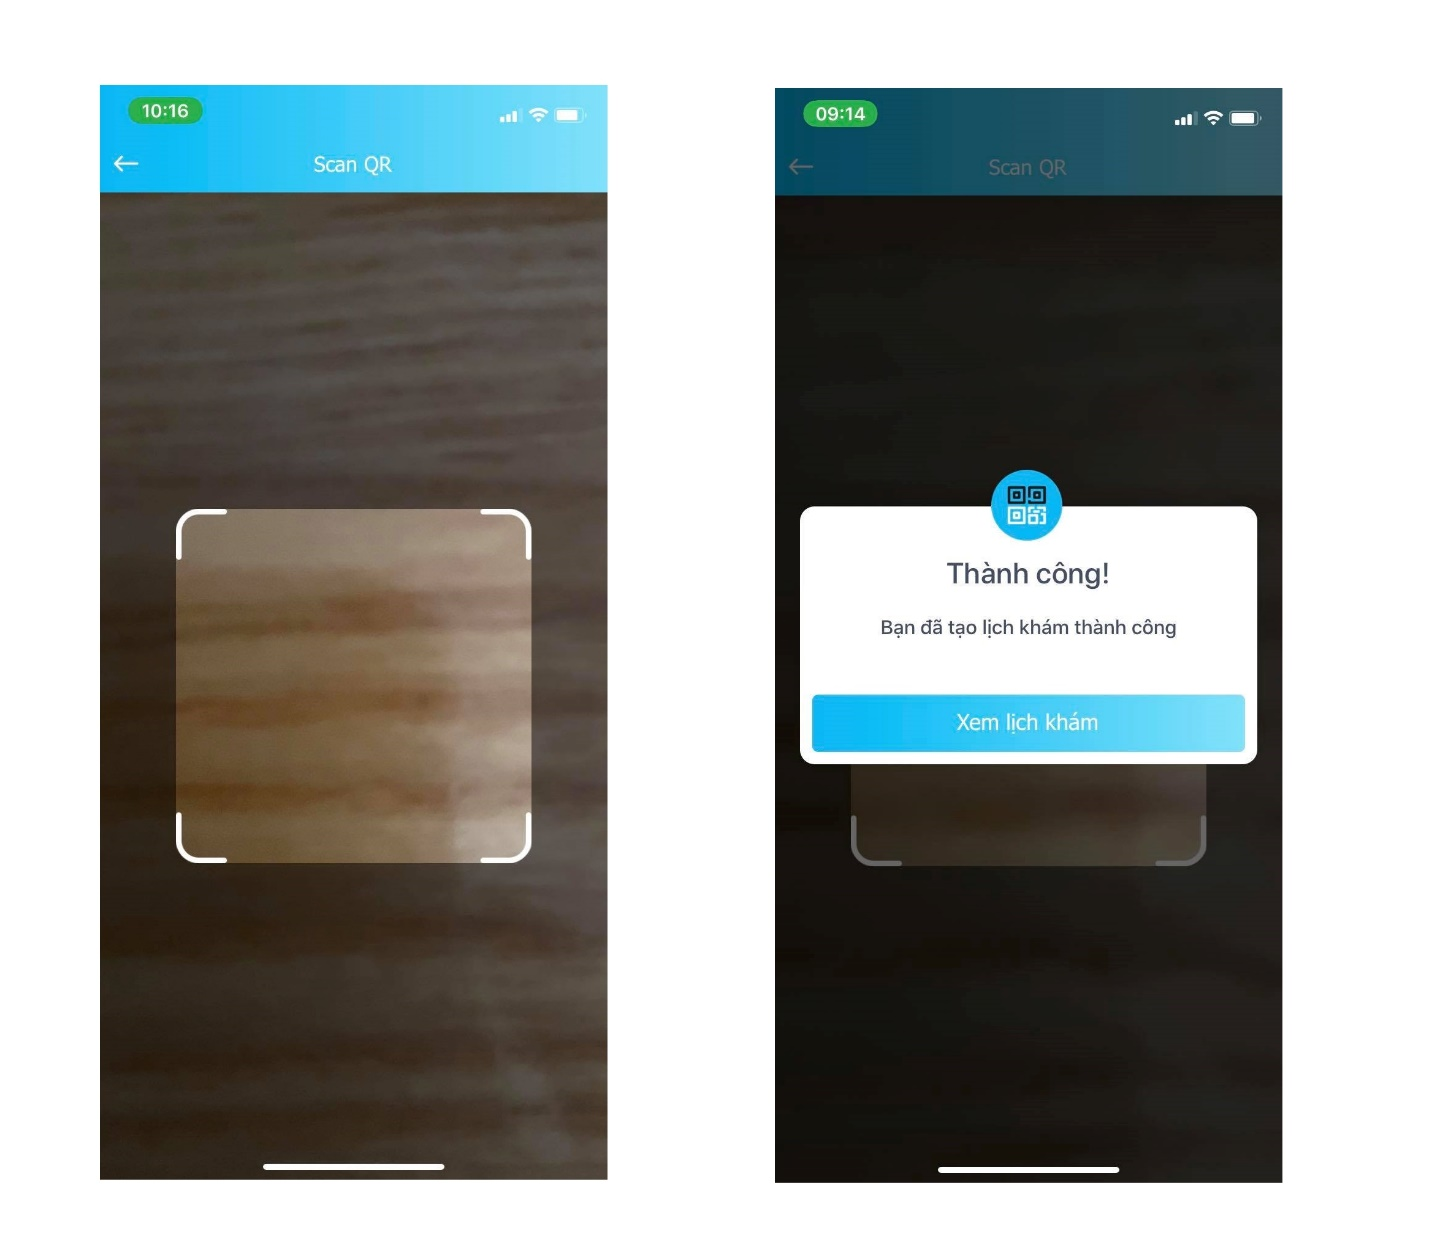 10:16
Scan QR
09:14
Scan QR
Thành công!
Bạn đã tạo lịch khám thành công
Xem lịch khám